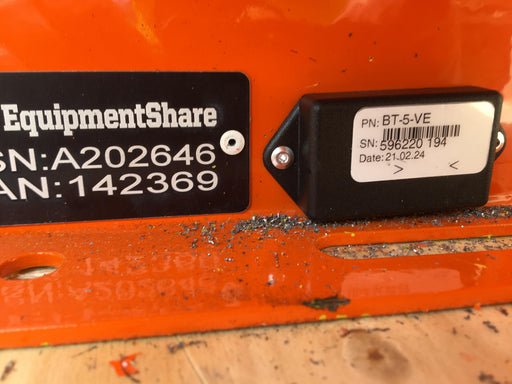 EquipmentShare
SN:A202646
AN:142369
PN: BT-5-VE
SN: 596220 194
Date: 21.02.24
> <